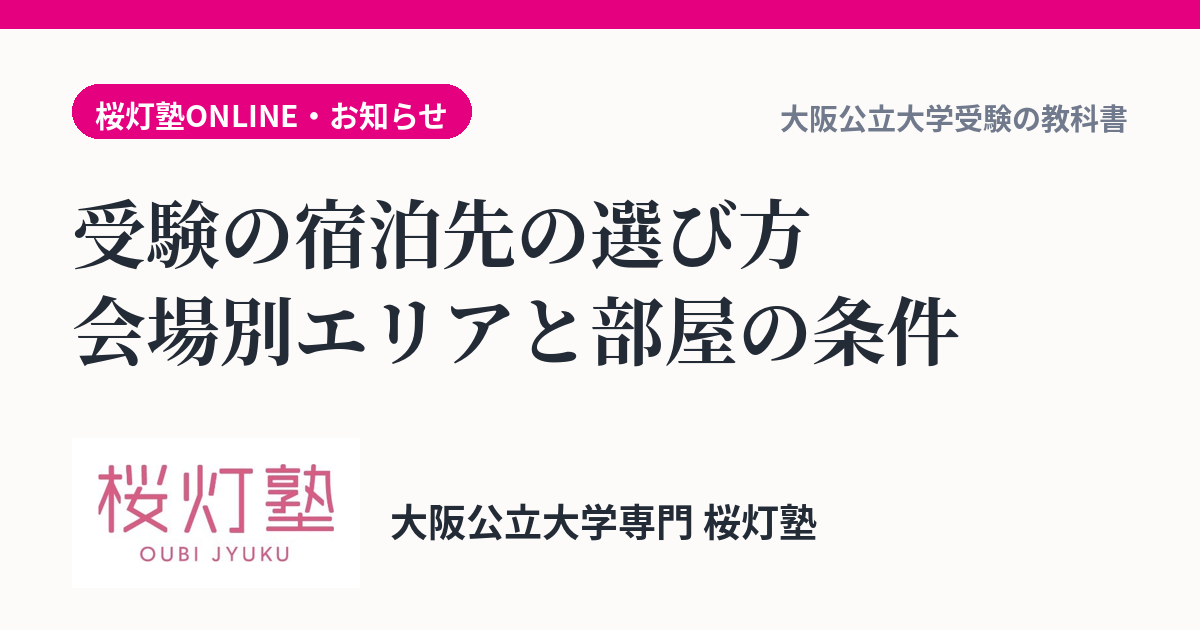 桜灯塾ONLINE・お知らせ
大阪公立大学受験の教科書
受験の宿泊先の選び方
会場別エリアと部屋の条件
桜灯塾
OUBI JYUKU
大阪公立大学専門 桜灯塾